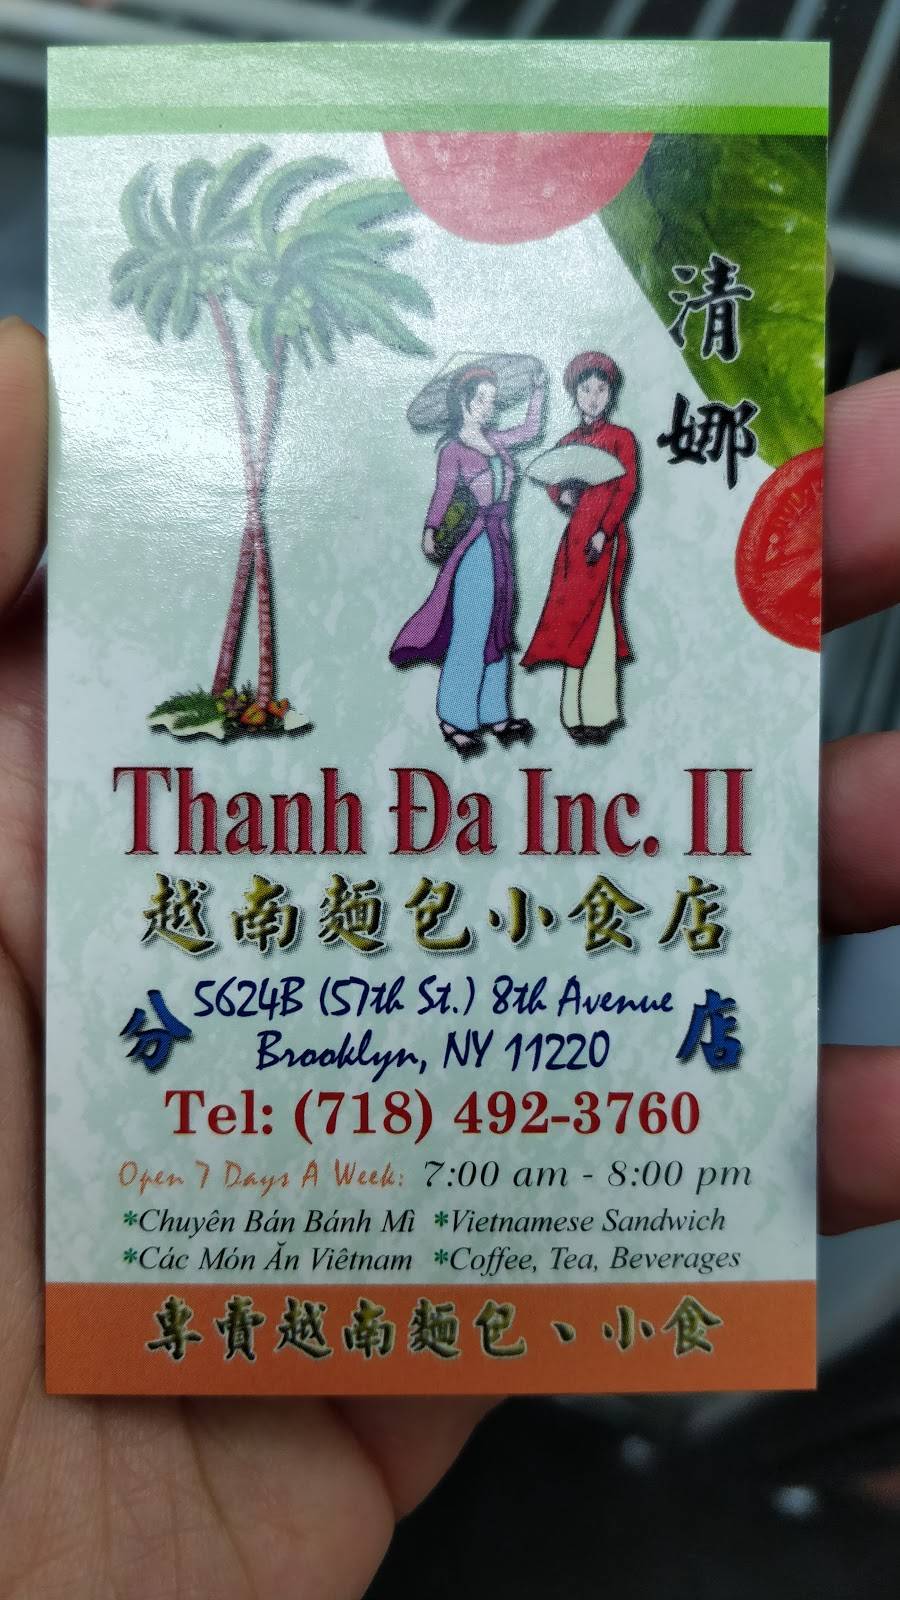 清娜
Thanh Đa Inc. II
越南麵包小食店
分店
5624B (57th St.) 8th Avenue
Brooklyn, NY 11220
Tel: (718) 492-3760
Open 7 Days A Week: 7:00 am - 8:00 pm
*Chuyên Bán Bánh Mì *Vietnamese Sandwich
*Các Món Ăn Viêtnam *Coffee, Tea, Beverages
專賣越南麵包、小食